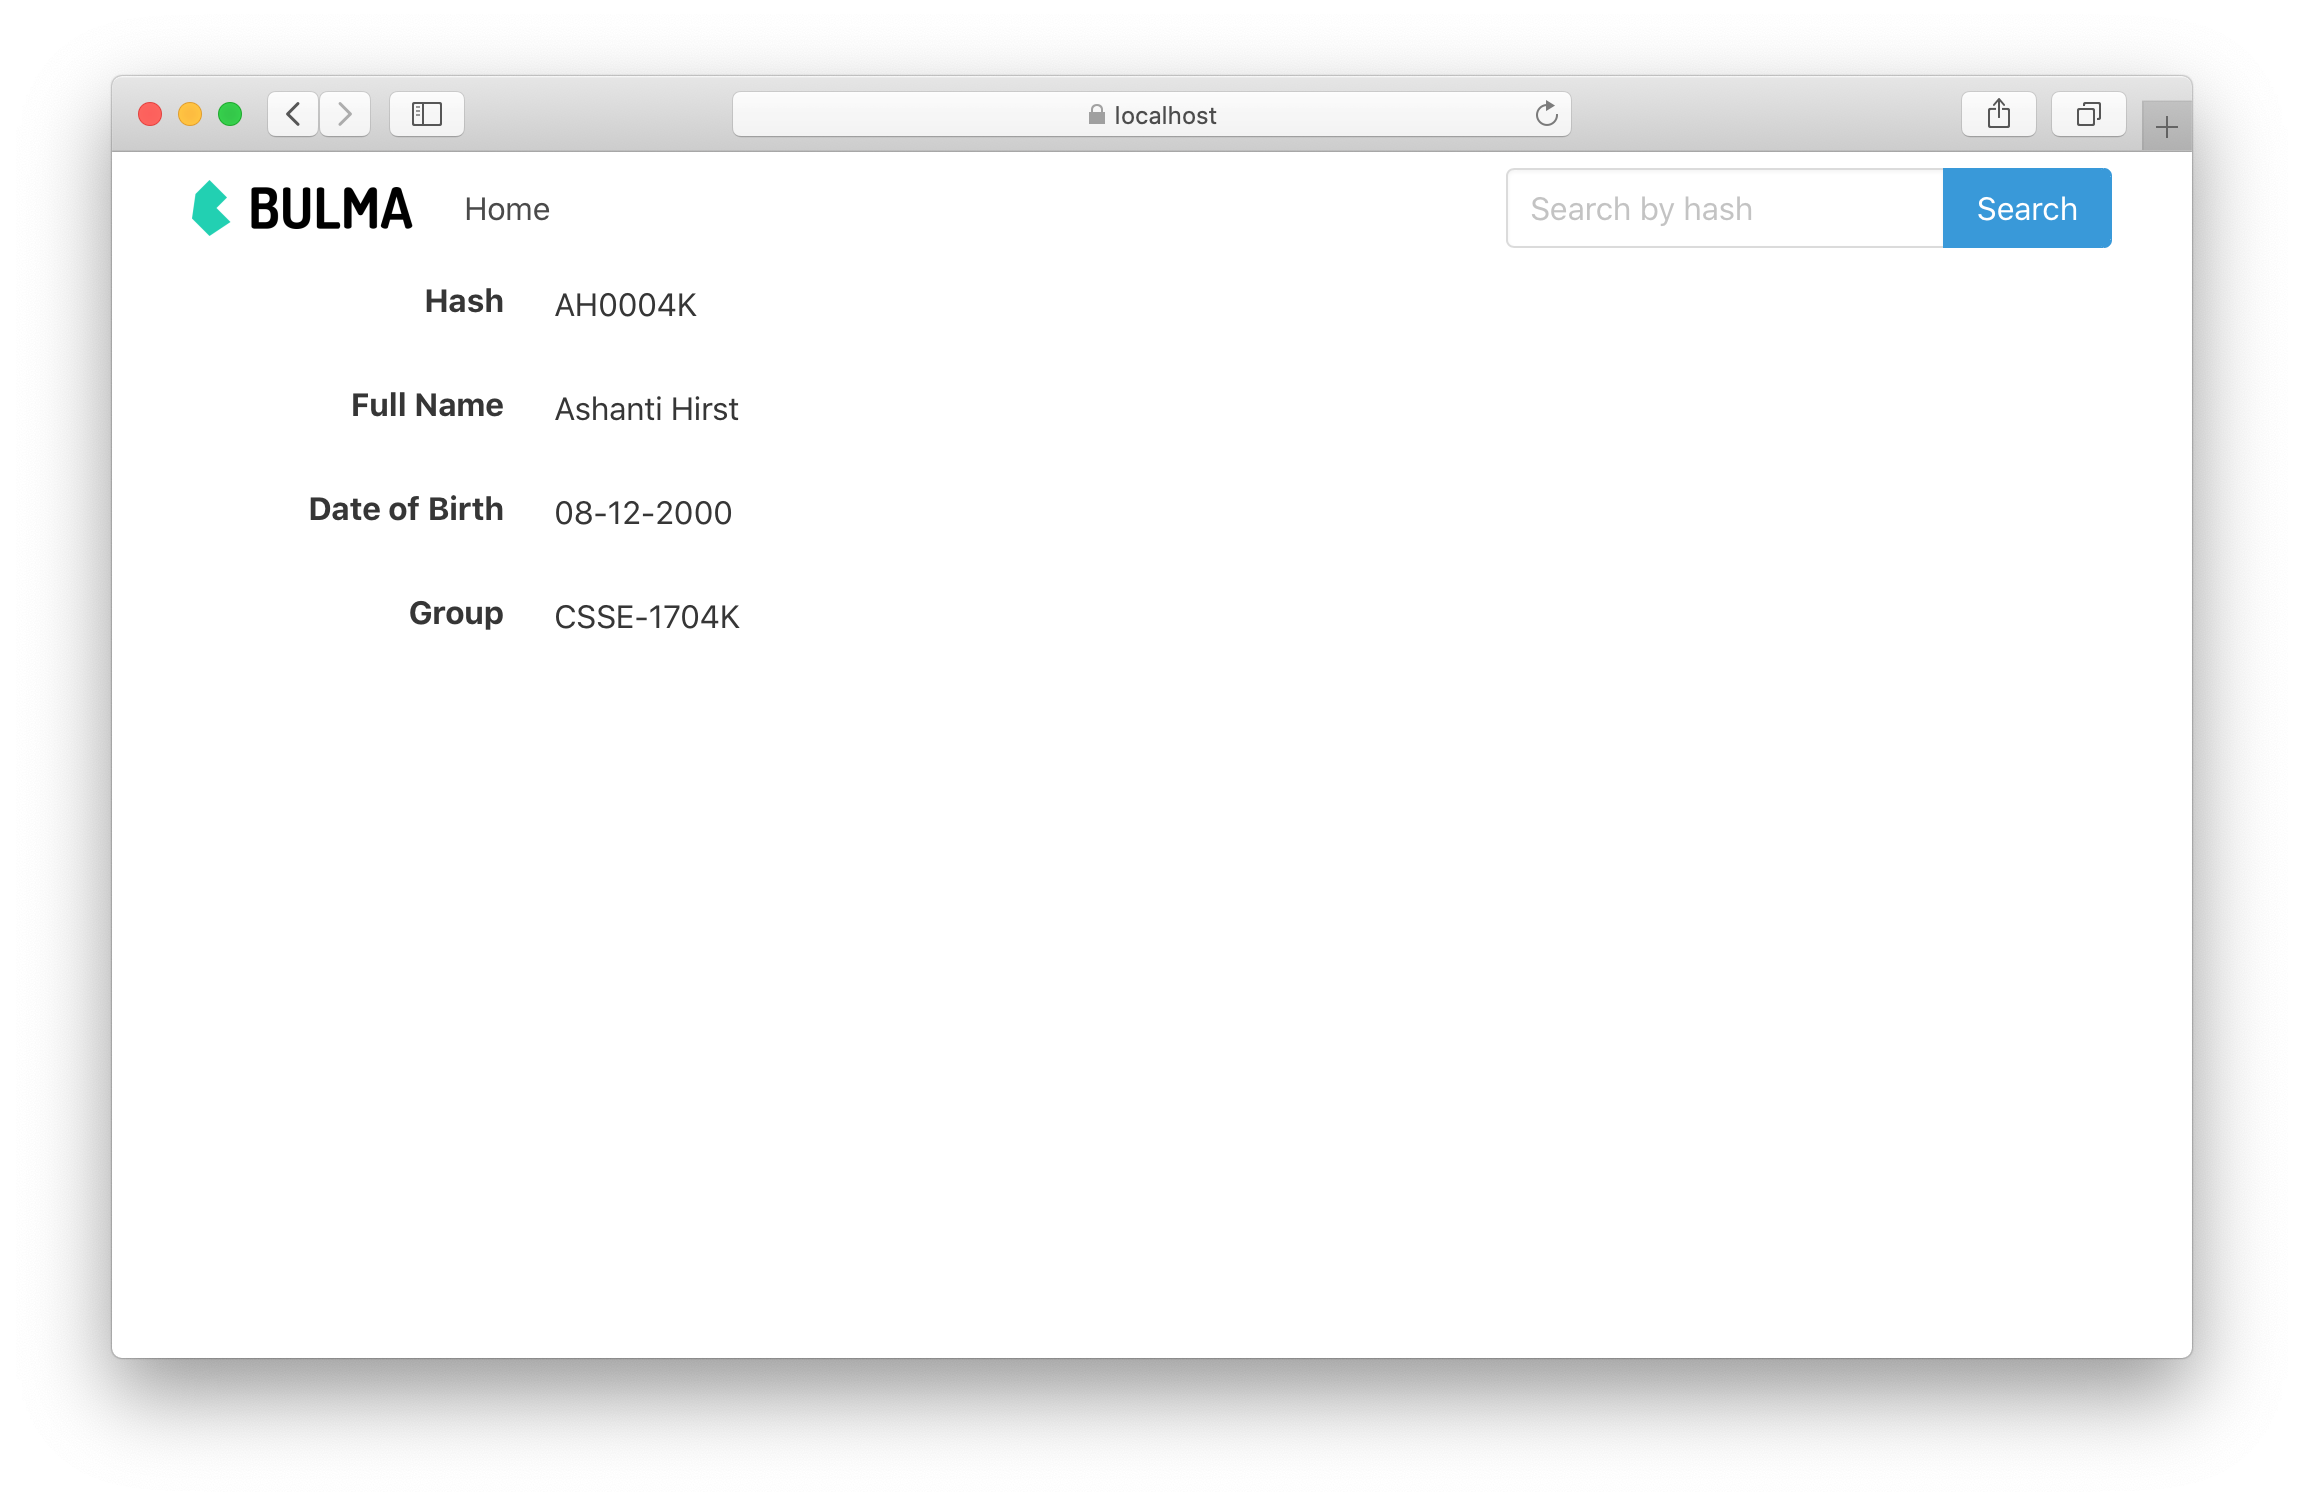 localhost
BULMA Home Search by hash Search
Hash AH0004K
Full Name Ashanti Hirst
Date of Birth 08-12-2000
Group CSSE-1704K